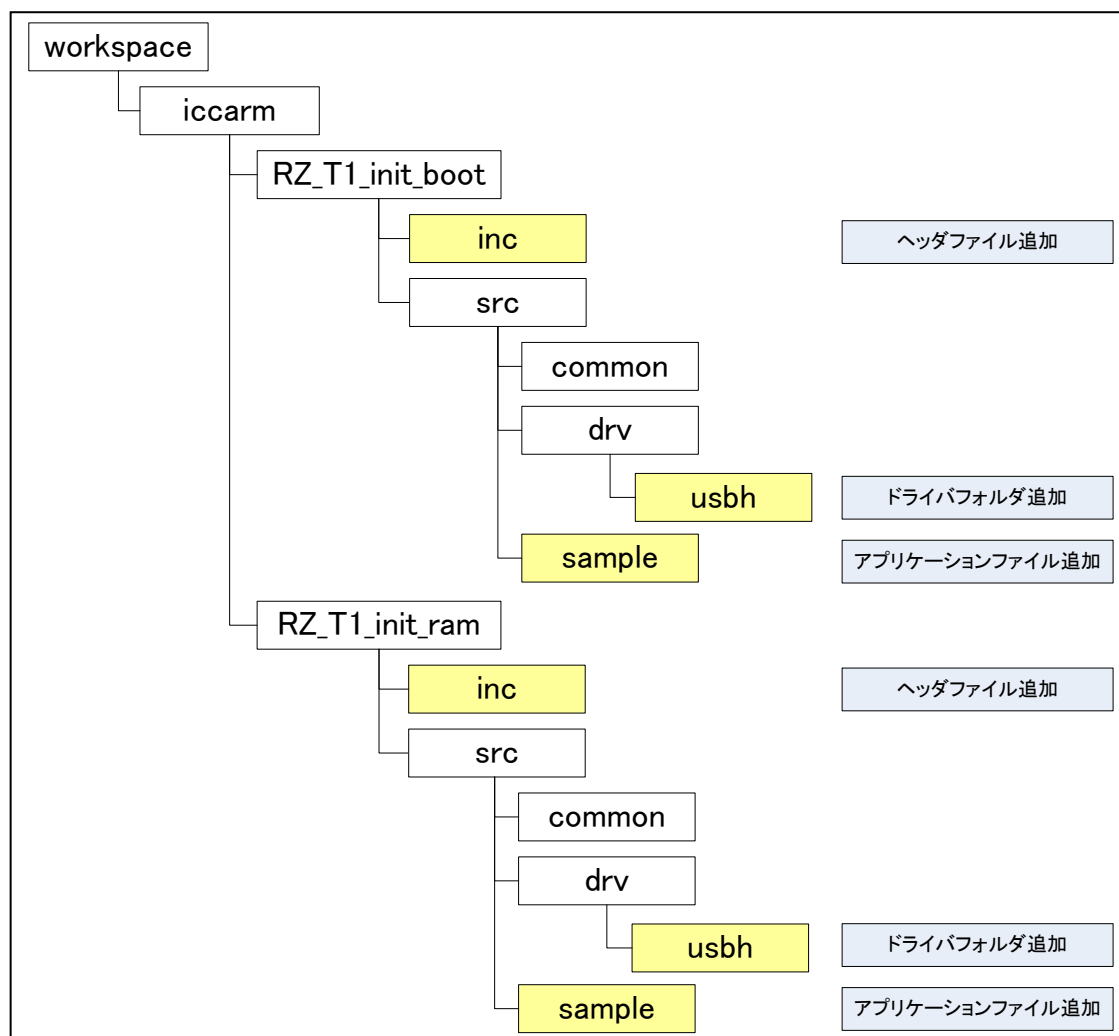 workspace
iccarm
RZ_T1_init_boot
inc
ヘッダファイル追加
src
common
drv
usbh
ドライバフォルダ追加
sample
アプリケーションファイル追加
RZ_T1_init_ram
inc
ヘッダファイル追加
src
common
drv
usbh
ドライバフォルダ追加
sample
アプリケーションファイル追加